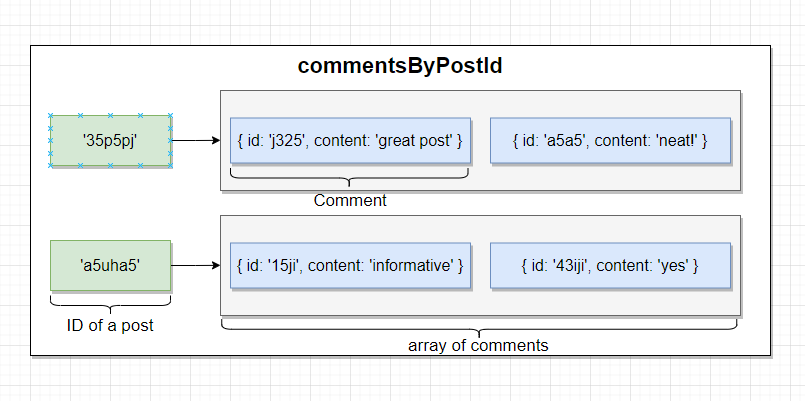 commentsByPostId
'35p5pj'
{ id: 'j325', content: 'great post' }
{ id: 'a5a5', content: 'neat!' }
Comment
'a5uha5'
{ id: '15ji', content: 'informative' }
{ id: '43iji', content: 'yes' }
ID of a post
array of comments